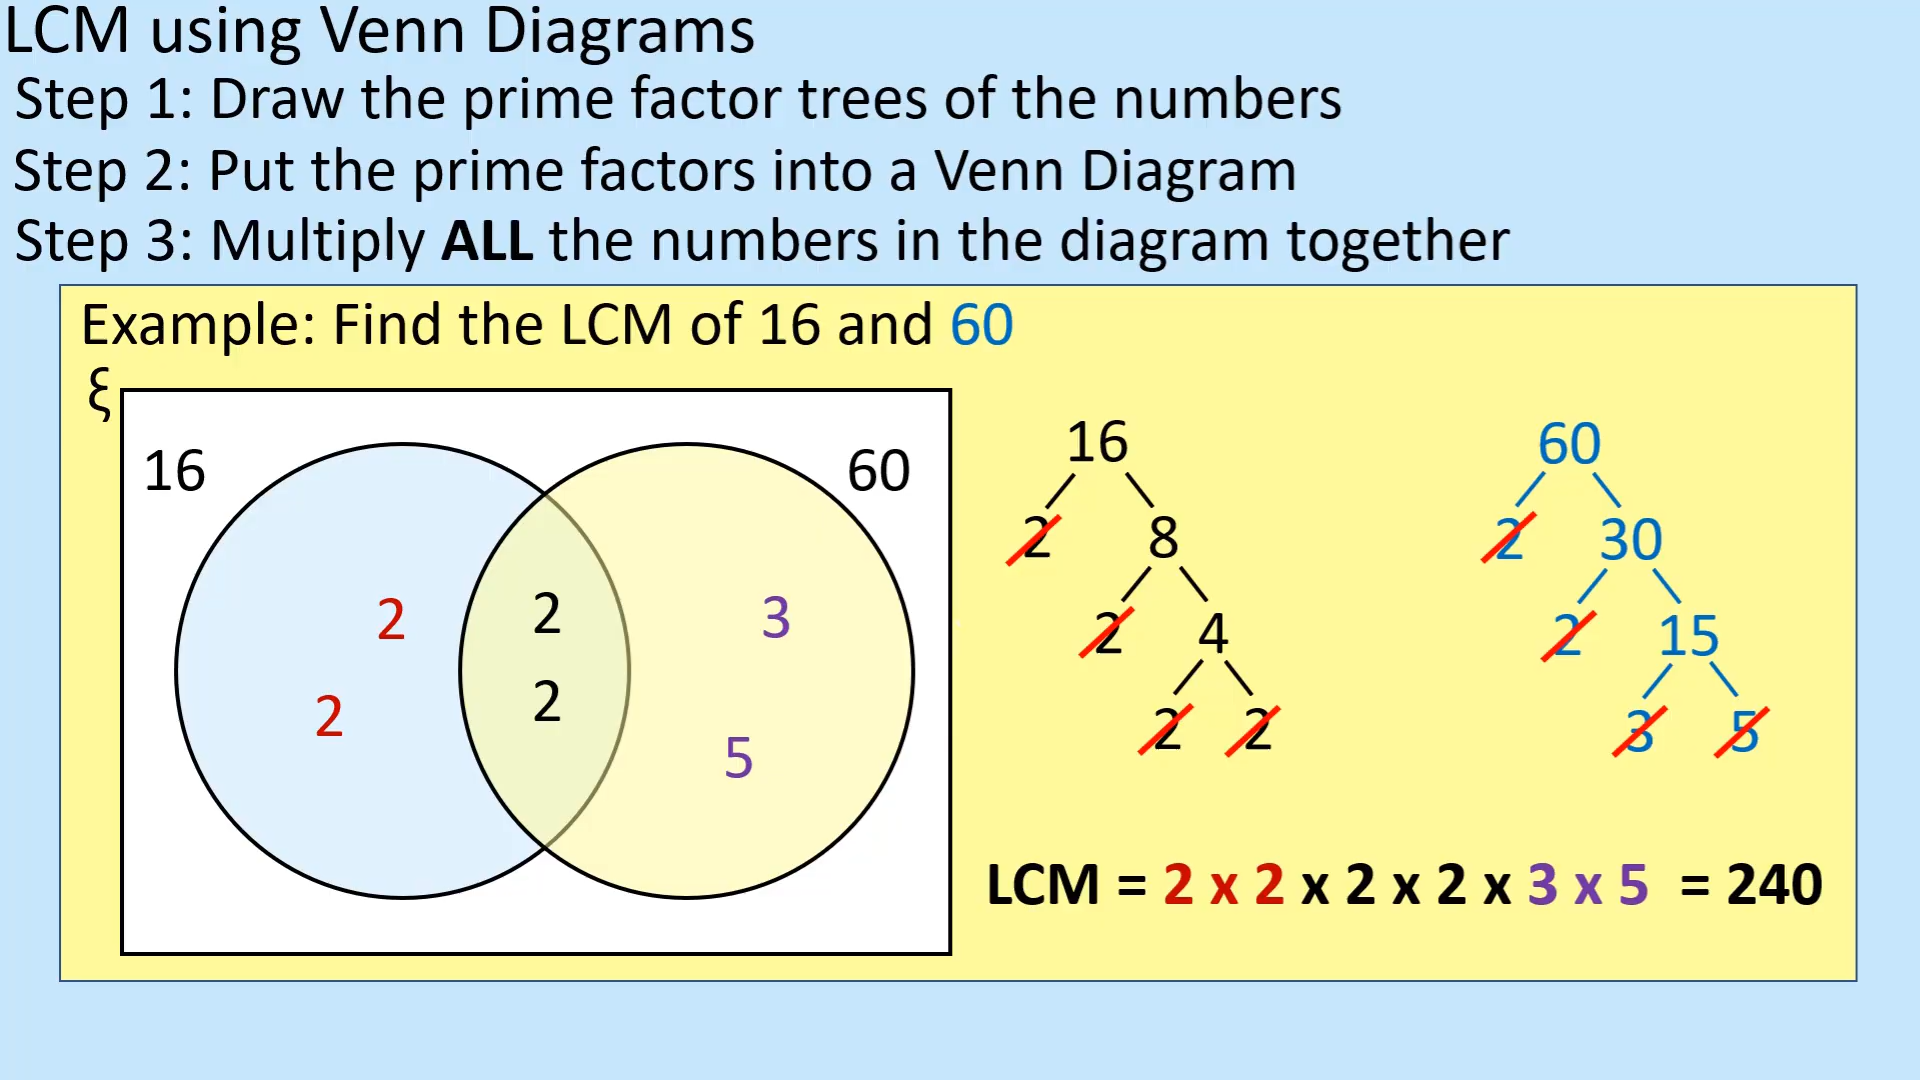 LCM using Venn Diagrams
Step 1: Draw the prime factor trees of the numbers
Step 2: Put the prime factors into a Venn Diagram
Step 3: Multiply ALL the numbers in the diagram together
Example: Find the LCM of 16 and 60
ξ
16
60
2
2
2
2
3
5
16
2 8
2 4
2 2
60
2 30
2 15
3 5
LCM = 2 x 2 x 2 x 2 x 3 x 5 = 240